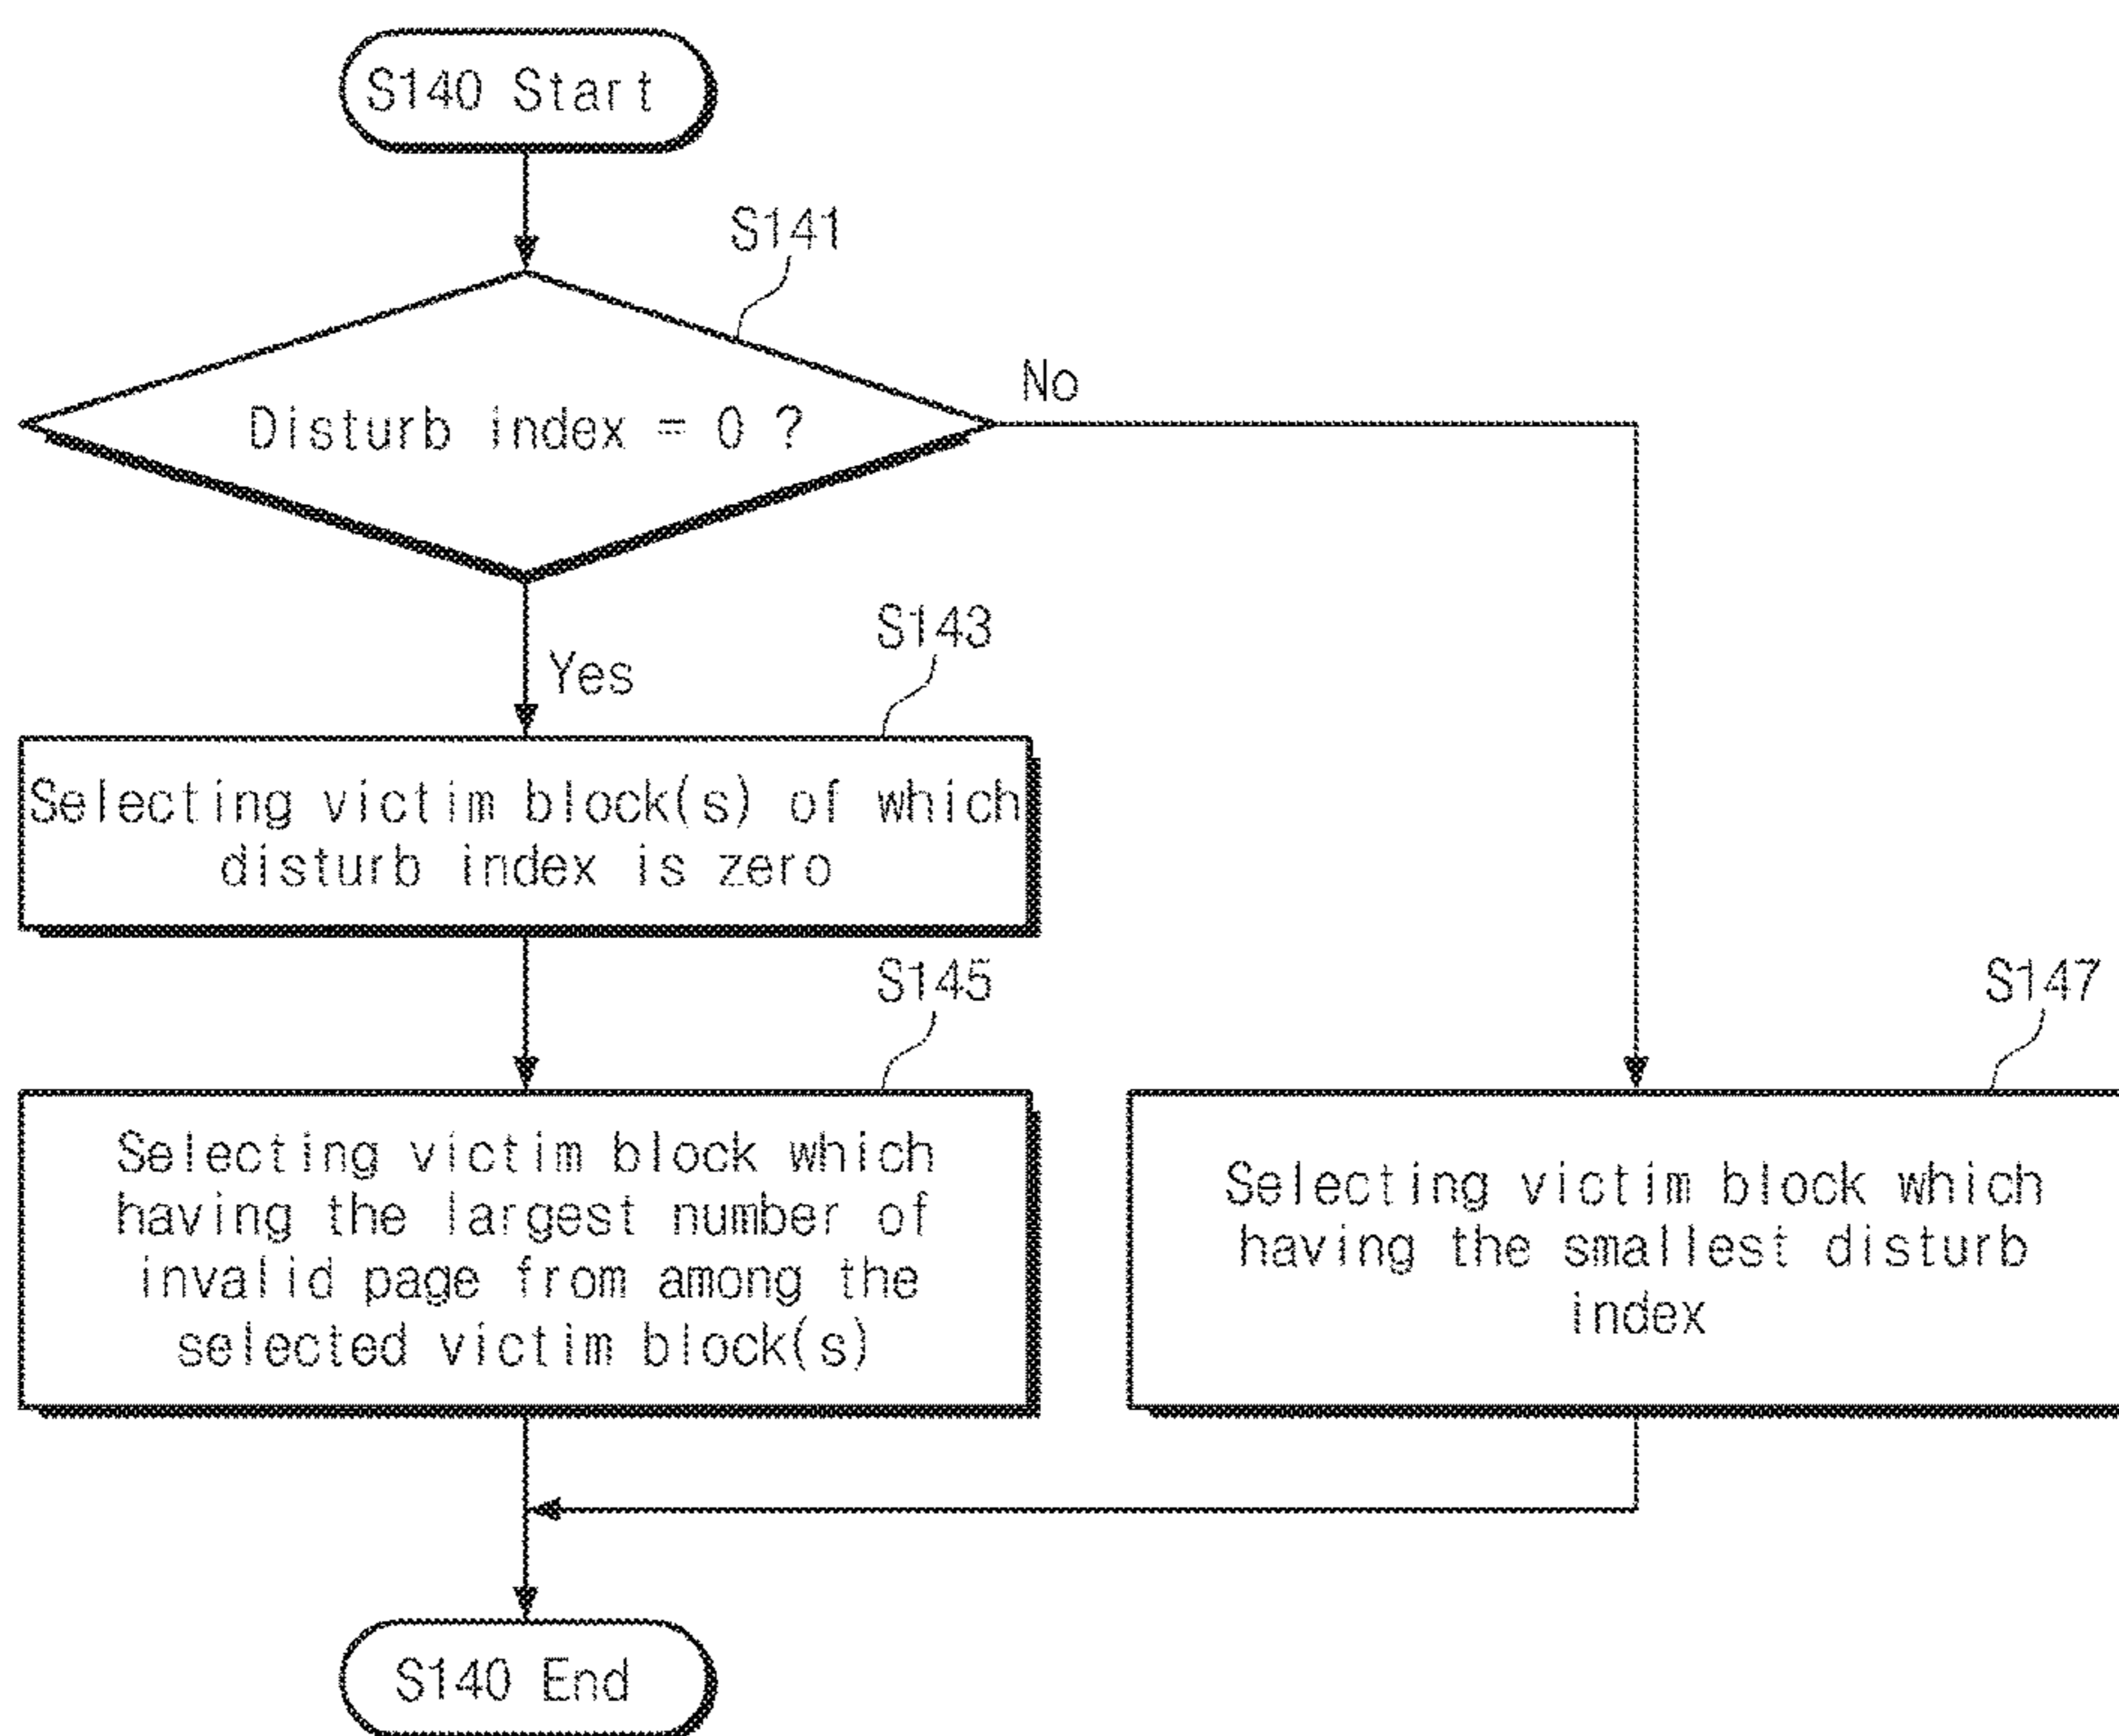 S140 Start
S141
Disturb index = 0 ?
No
Yes
S143
Selecting victim block(s) of which
disturb index is zero
S145
Selecting victim block which
having the largest number of
invalid page from among the
selected victim block(s)
S147
Selecting victim block which
having the smallest disturb
index
S140 End